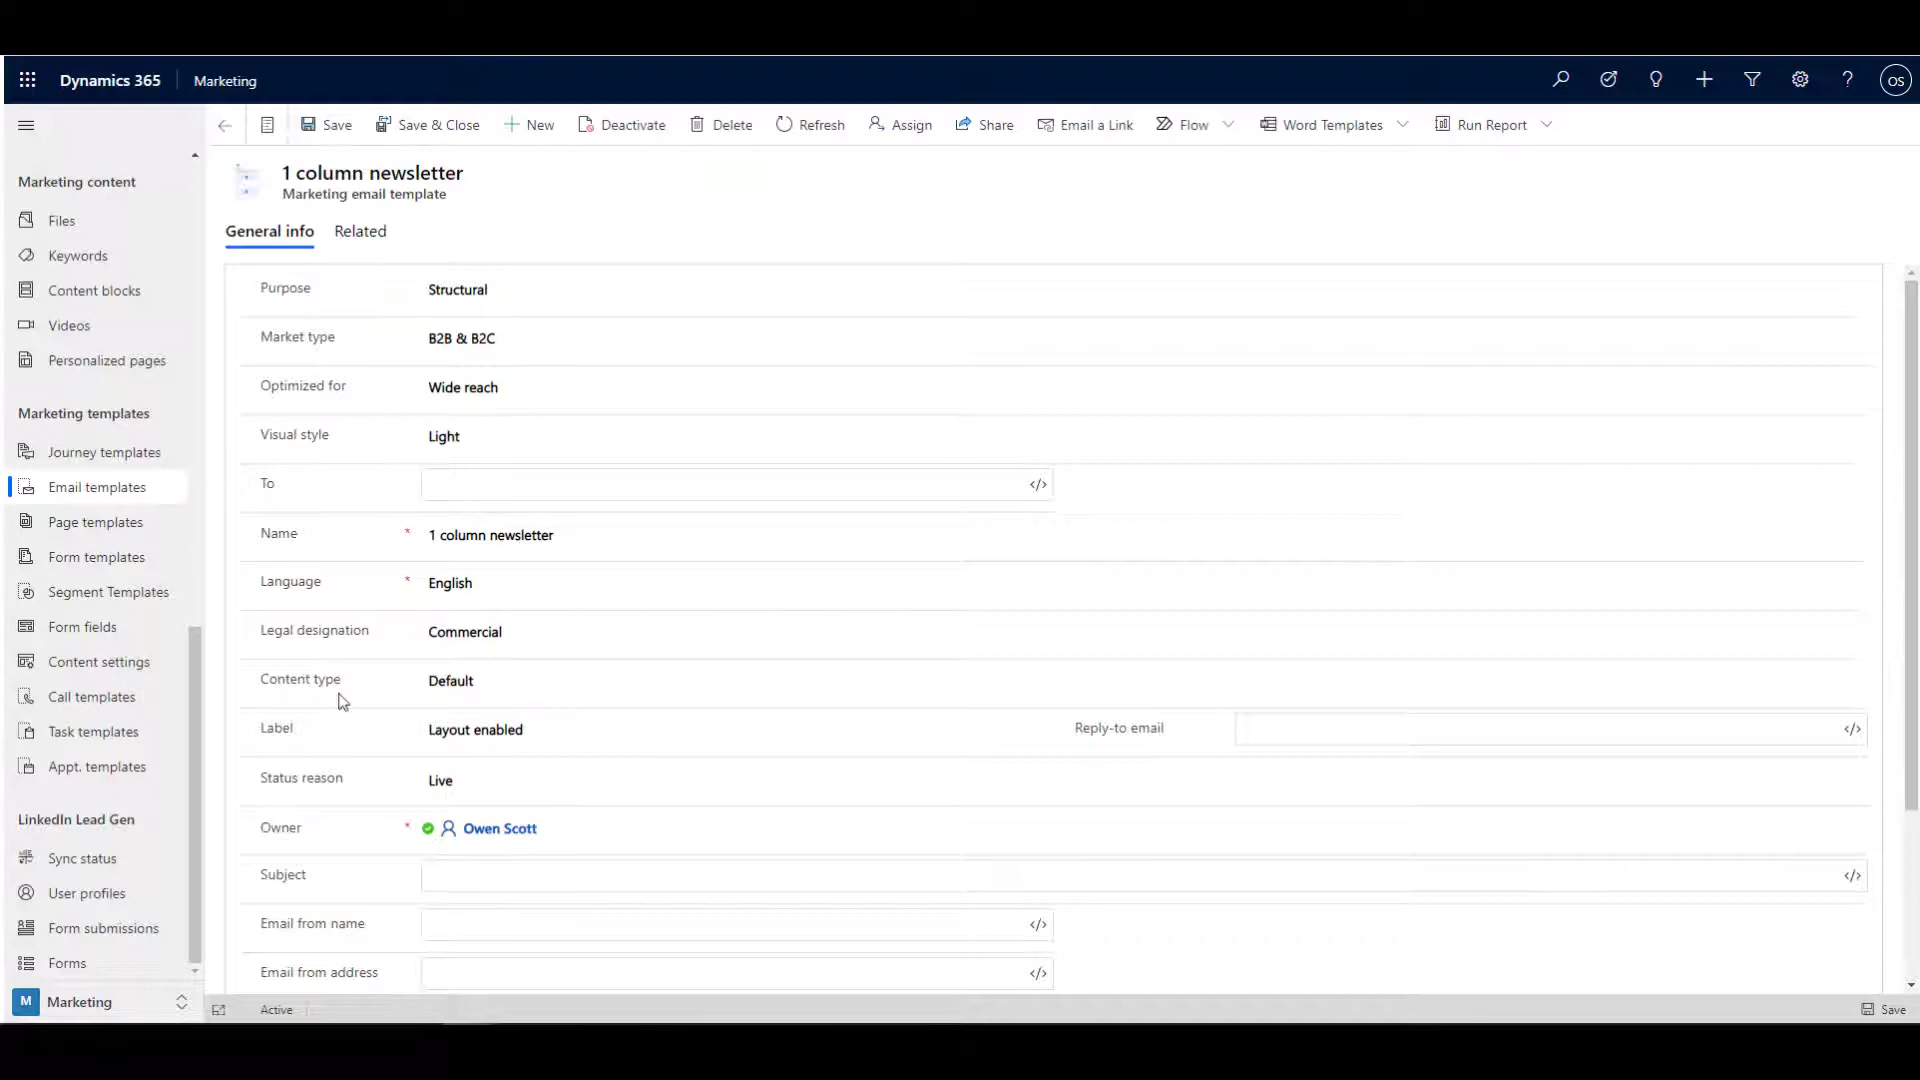 Dynamics 365
Marketing
OS
Save
Save & Close
New
Deactivate
Delete
Refresh
Assign
Share
Email a Link
Flow
Word Templates
Run Report
1 column newsletter
Marketing email template
General info
Related
Marketing content
Files
Keywords
Content blocks
Videos
Personalized pages
Marketing templates
Journey templates
Email templates
Page templates
Form templates
Segment Templates
Form fields
Content settings
Call templates
Task templates
Appt. templates
LinkedIn Lead Gen
Sync status
User profiles
Form submissions
Forms
M Marketing
Purpose Structural
Market type B2B & B2C
Optimized for Wide reach
Visual style Light
To </>
Name * 1 column newsletter
Language * English
Legal designation Commercial
Content type Default
Label Layout enabled Reply-to email </>
Status reason Live
Owner * Owen Scott
Subject </>
Email from name </>
Email from address </>
Active
Save